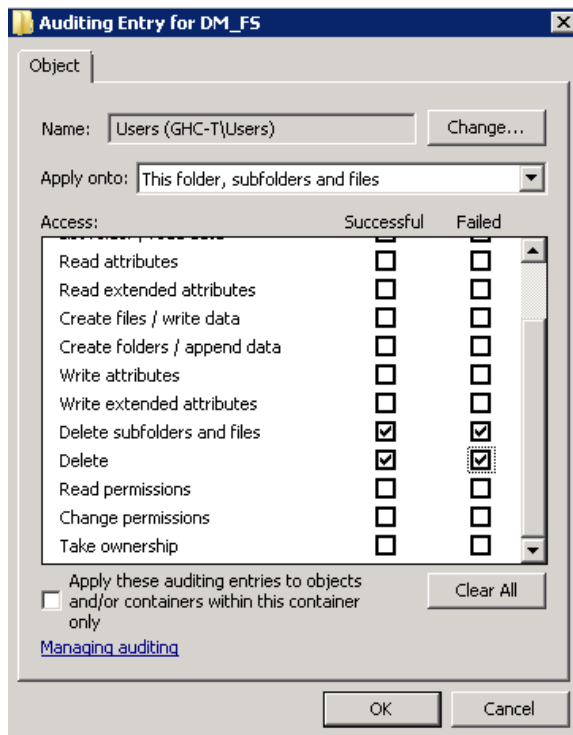 Auditing Entry for DM_FS
Object
Name: Users (GHC-T\Users) Change...
Apply onto: This folder, subfolders and files
Access: Successful Failed
Read attributes
Read extended attributes
Create files / write data
Create folders / append data
Write attributes
Write extended attributes
Delete subfolders and files
Delete
Read permissions
Change permissions
Take ownership
Apply these auditing entries to objects
and/or containers within this container
only
Clear All
Managing auditing
OK Cancel